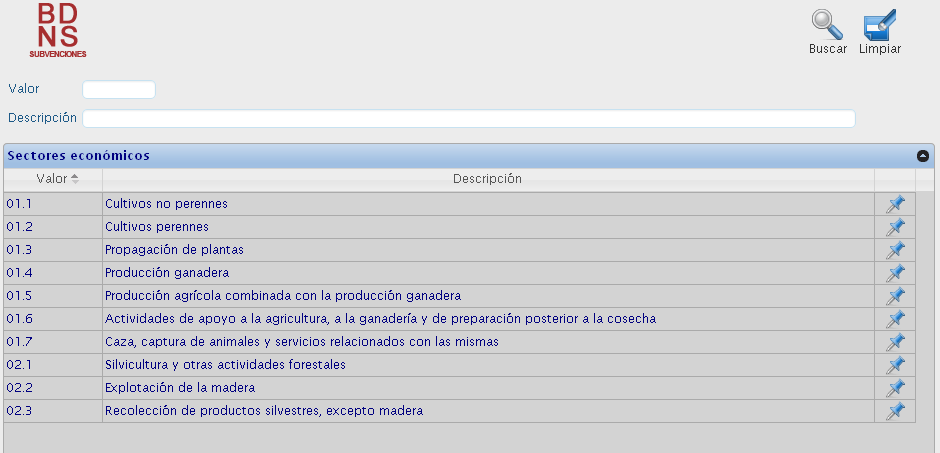 BD
NS
SUBVENCIONES
Buscar Limpiar
Valor
Descripción
Sectores económicos
Valor Descripción
01.1 Cultivos no perennes
01.2 Cultivos perennes
01.3 Propagación de plantas
01.4 Producción ganadera
01.5 Producción agrícola combinada con la producción ganadera
01.6 Actividades de apoyo a la agricultura, a la ganadería y de preparación posterior a la cosecha
01.7 Caza, captura de animales y servicios relacionados con las mismas
02.1 Silvicultura y otras actividades forestales
02.2 Explotación de la madera
02.3 Recolección de productos silvestres, excepto madera